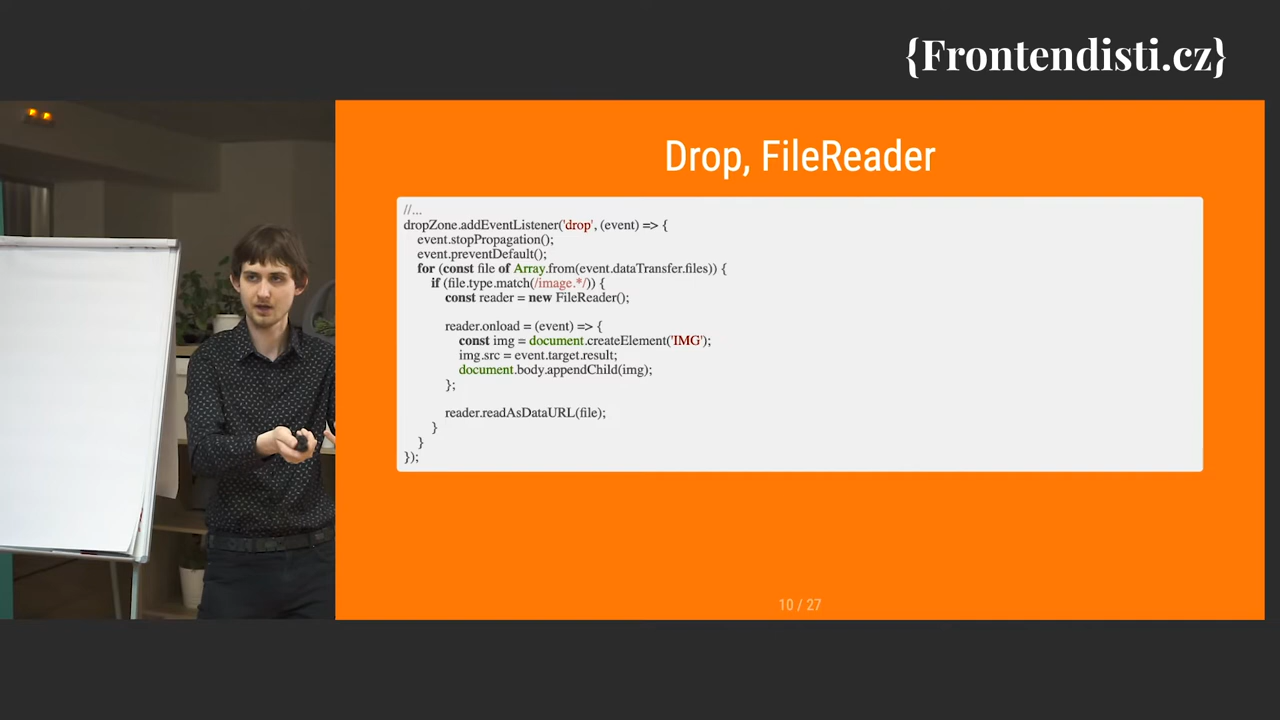 {Frontendisti.cz}
Drop, FileReader
//...
dropZone.addEventListener('drop', (event) => {
event.stopPropagation();
event.preventDefault();
for (const file of Array.from(event.dataTransfer.files)) {
if (file.type.match(/image.*/)) {
const reader = new FileReader();
reader.onload = (event) => {
const img = document.createElement('IMG');
img.src = event.target.result;
document.body.appendChild(img);
};
reader.readAsDataURL(file);
}
}
});
10 / 27